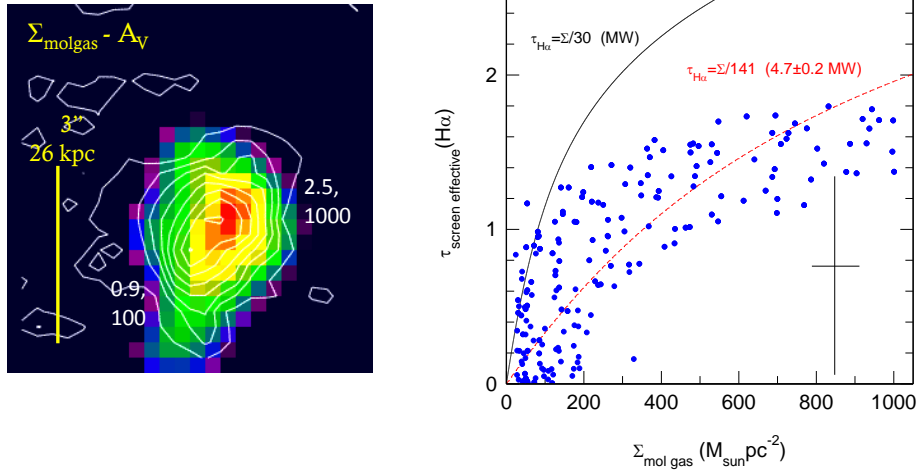 Σmolgas - AV
3”
26 kpc
2.5,
1000
0.9,
100
τHα=Σ/30 (MW)
τHα=Σ/141 (4.7±0.2 MW)
τscreen effective(Hα)
2
1
0
0 200 400 600 800 1000
Σmol gas (Msunpc-2)